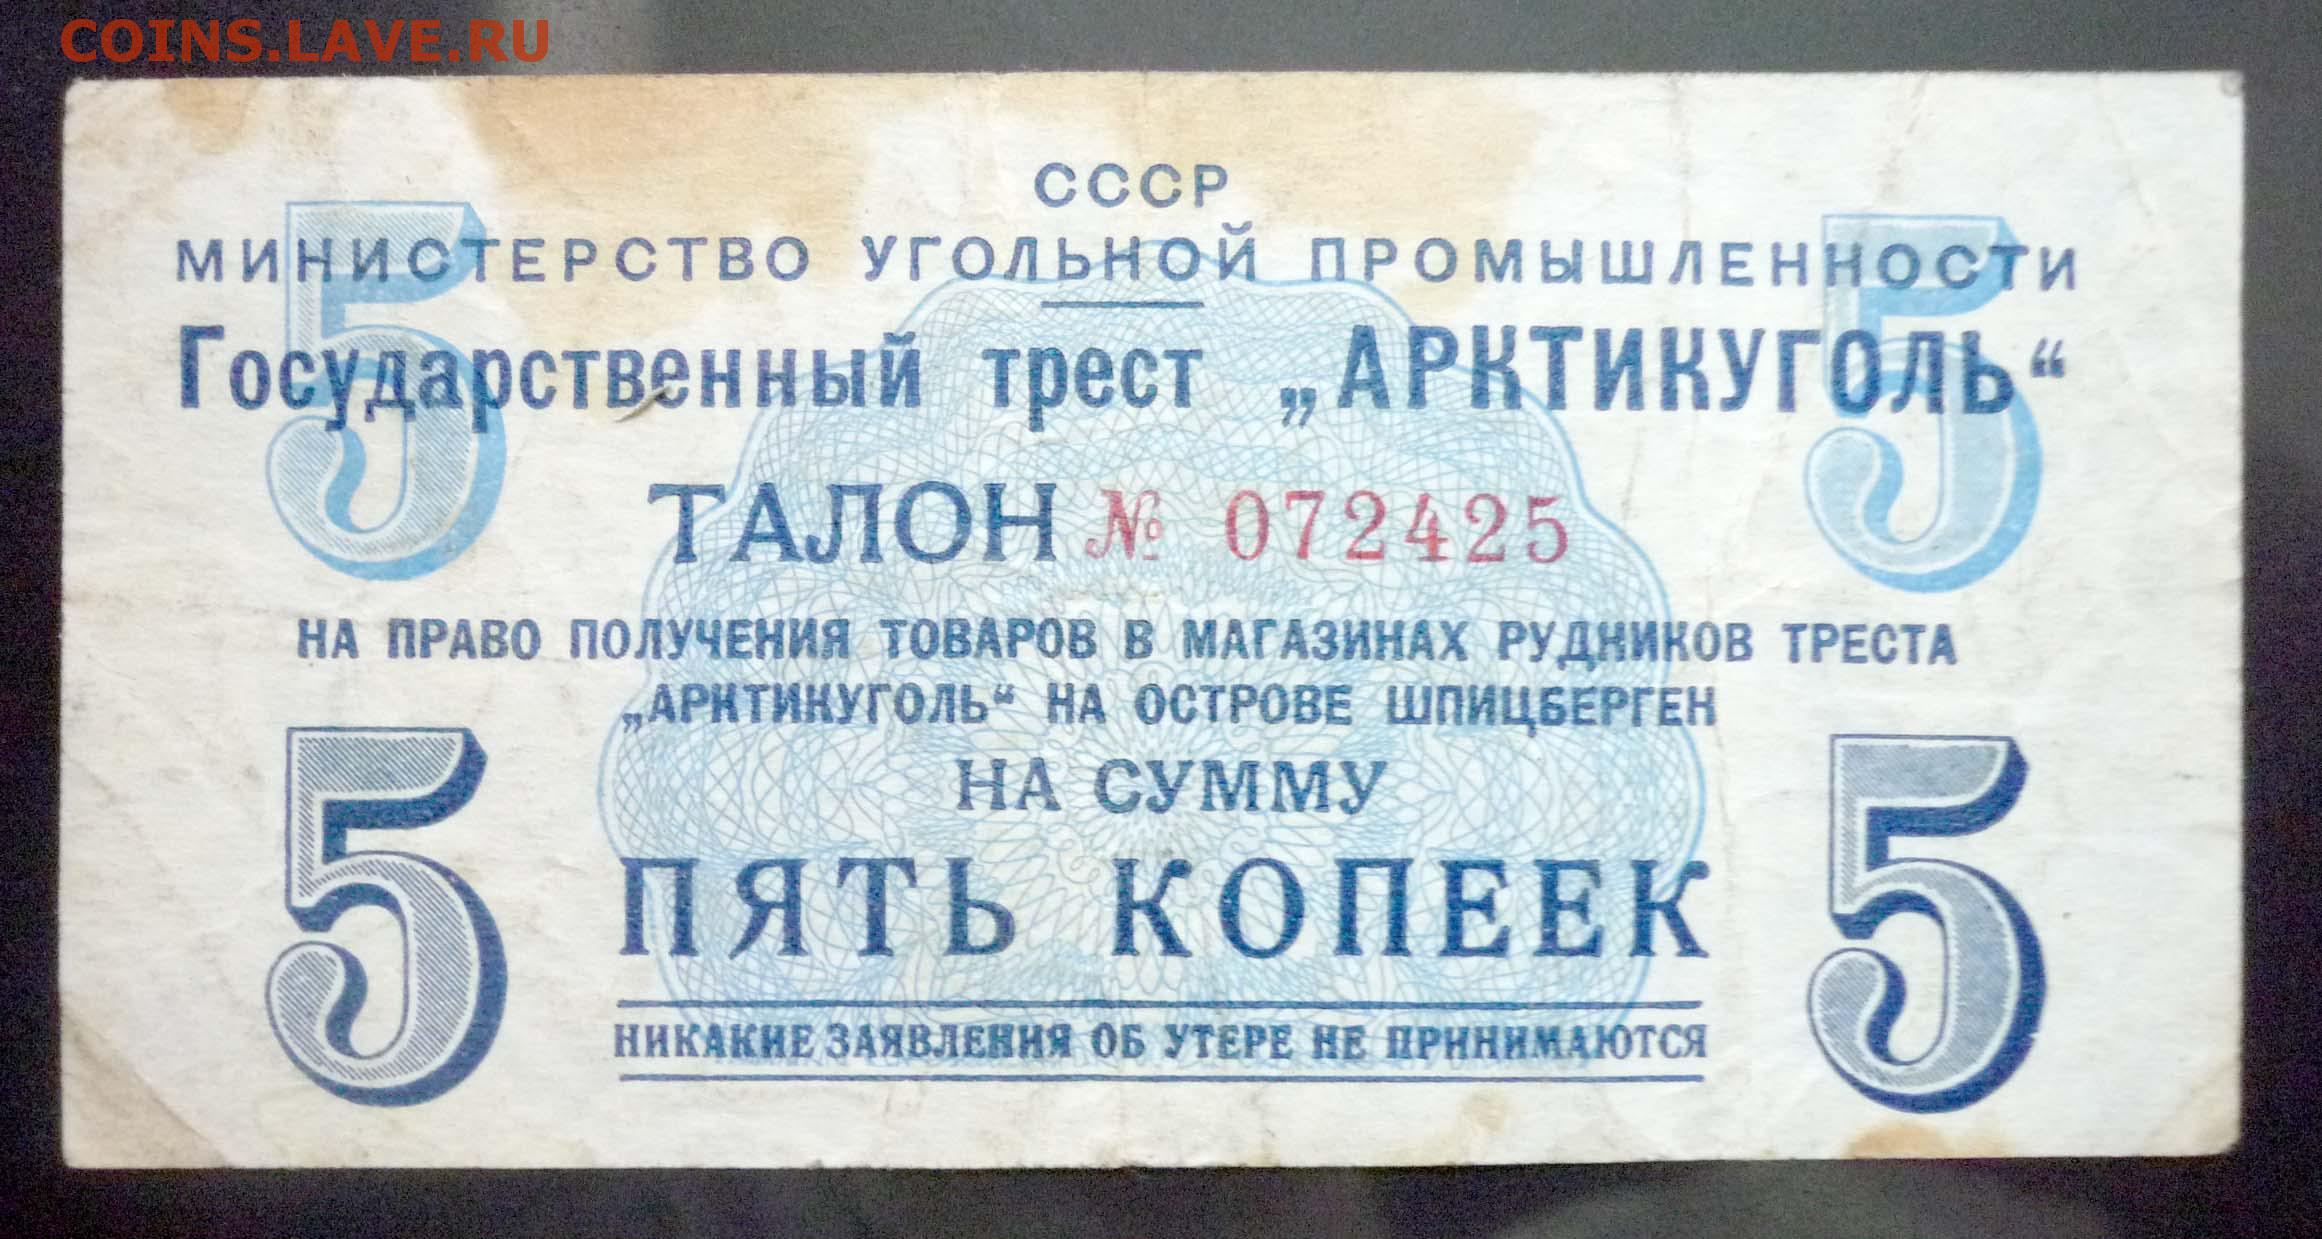 COINS.LAVE.RU
СССР
МИНИСТЕРСТВО УГОЛЬНОЙ ПРОМЫШЛЕННОСТИ
Государственный трест „АРКТИКУГОЛЬ“
5 5
ТАЛОН № 072425
НА ПРАВО ПОЛУЧЕНИЯ ТОВАРОВ В МАГАЗИНАХ РУДНИКОВ ТРЕСТА
„АРКТИКУГОЛЬ“ НА ОСТРОВЕ ШПИЦБЕРГЕН
НА СУММУ
5 ПЯТЬ КОПЕЕК 5
НИКАКИЕ ЗАЯВЛЕНИЯ ОБ УТЕРЕ НЕ ПРИНИМАЮТСЯ